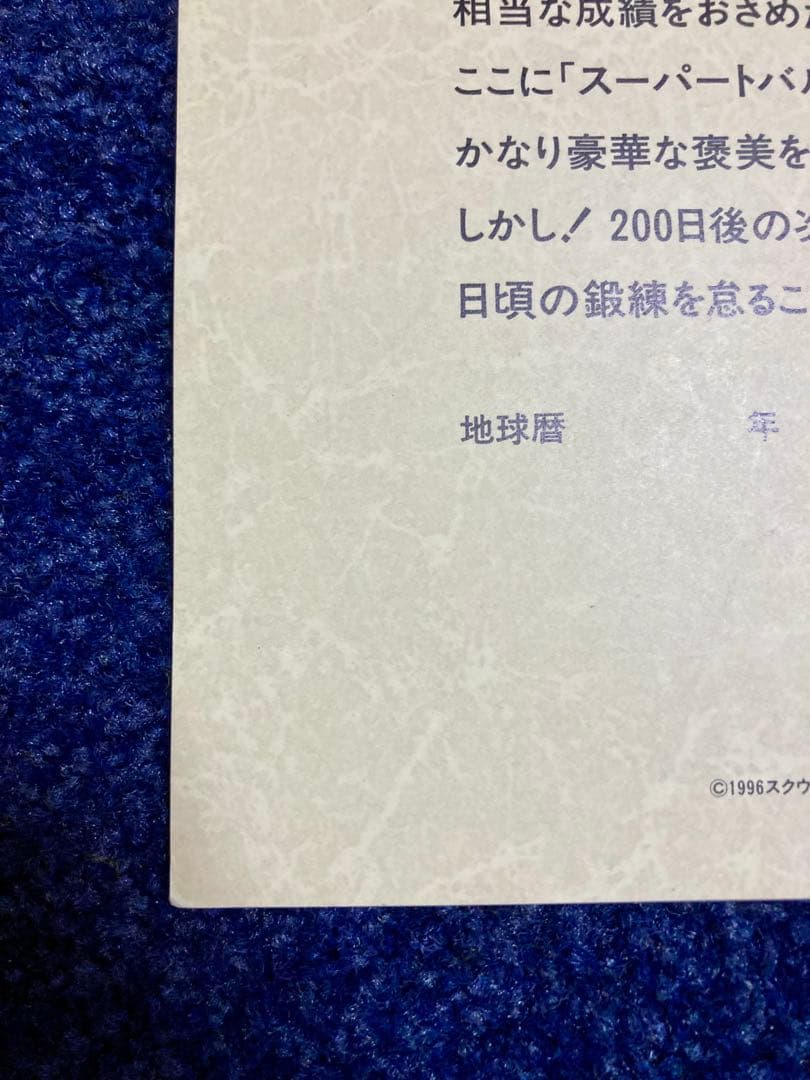 相当な成績をおさめ
ここに「スーパートバ
かなり豪華な褒美を
しかし！200日後の
日頃の鍛練を怠るこ
地球暦 年
©1996スクウ